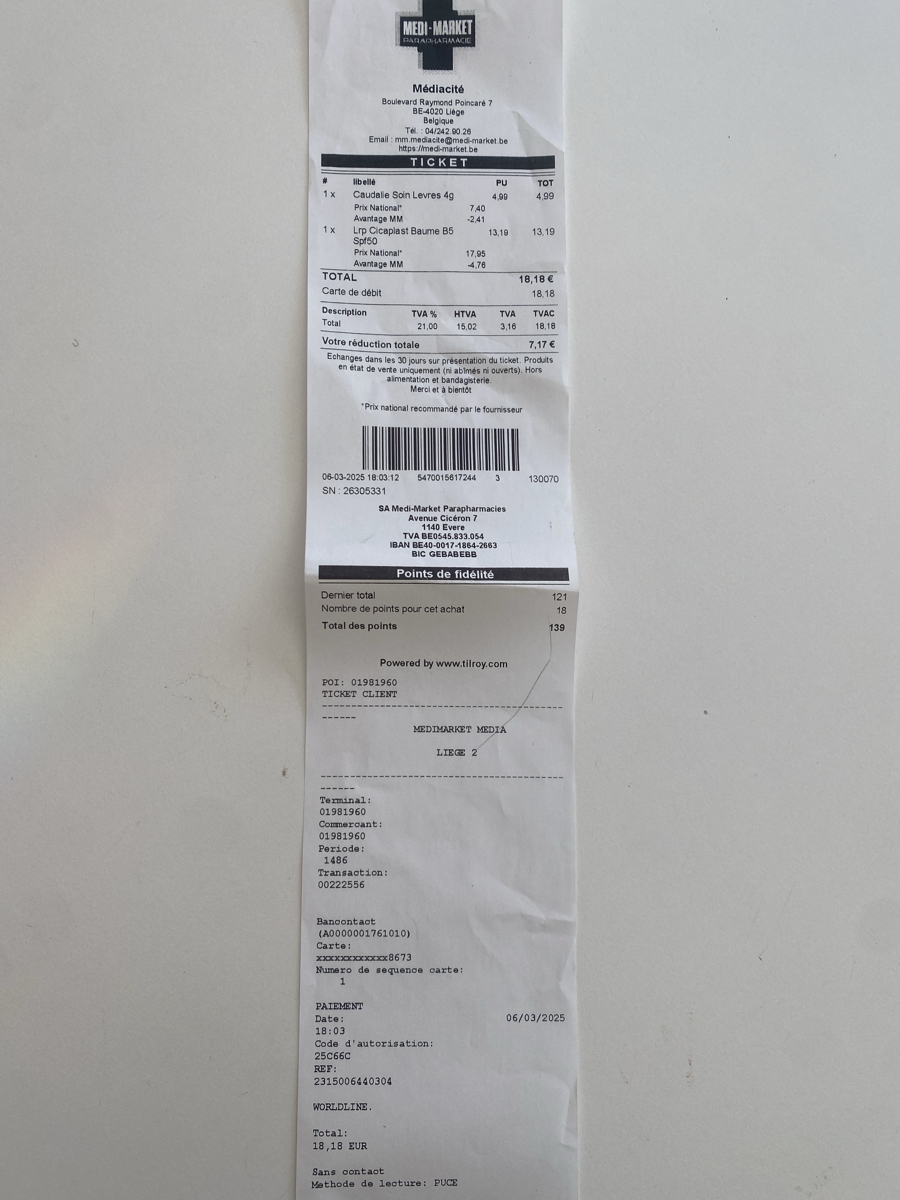 MEDI-MARKET
PARAPHARMACIE
Médiacité
Boulevard Raymond Poincaré 7
BE-4020 Liège
Belgique
Tél. : 04/242.90.26
Email : mm.mediacite@medi-market.be
https://medi-market.be
TICKET
# libellé PU TOT
1 x Caudalie Soin Levres 4g 4,99 4,99
Prix National* 7,40
Avantage MM -2,41
1 x Lrp Cicaplast Baume B5 13,19 13,19
Spf50
Prix National* 17,95
Avantage MM -4,76
TOTAL 18,18 €
Carte de débit 18,18
Description TVA % HTVA TVA TVAC
Total 21,00 15,02 3,16 18,18
Votre réduction totale 7,17 €
Echanges dans les 30 jours sur présentation du ticket. Produits
en état de vente uniquement (ni abîmés ni ouverts). Hors
alimentation et bandagisterie.
Merci et à bientôt
*Prix national recommandé par le fournisseur
06-03-2025 18:03:12 5470015617244 3 130070
SN : 26305331
SA Medi-Market Parapharmacies
Avenue Cicéron 7
1140 Evere
TVA BE0545.833.054
IBAN BE40-0017-1864-2663
BIC GEBABEBB
Points de fidélité
Dernier total 121
Nombre de points pour cet achat 18
Total des points 139
Powered by www.tilroy.com
POI: 01981960
TICKET CLIENT
------------------------------------------
------
MEDIMARKET MEDIA
LIEGE 2
------------------------------------------
------
Terminal:
01981960
Commercant:
01981960
Periode:
1486
Transaction:
00222556
Bancontact
(A0000001761010)
Carte:
xxxxxxxxxxxx8673
Numero de sequence carte:
1
PAIEMENT
Date: 06/03/2025
18:03
Code d'autorisation:
25C66C
REF:
2315006440304
WORLDLINE.
Total:
18,18 EUR
Sans contact
Methode de lecture: PUCE